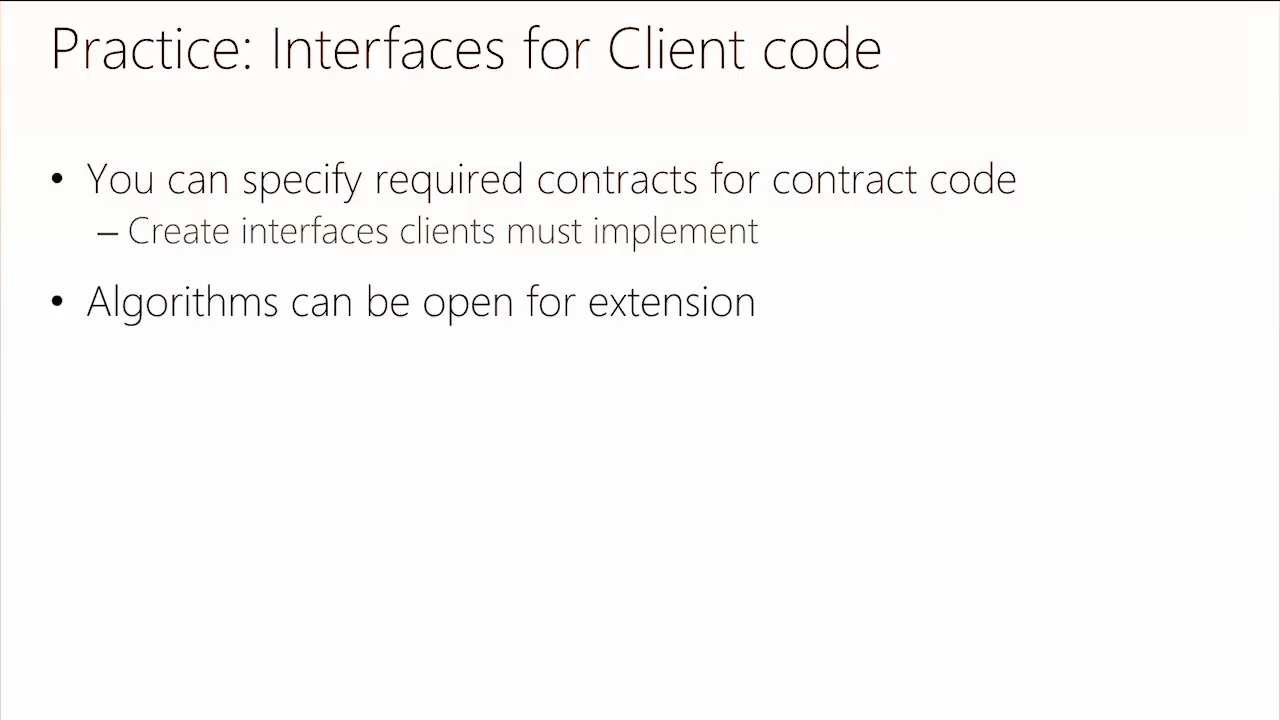 Practice: Interfaces for Client code
• You can specify required contracts for contract code
– Create interfaces clients must implement
• Algorithms can be open for extension